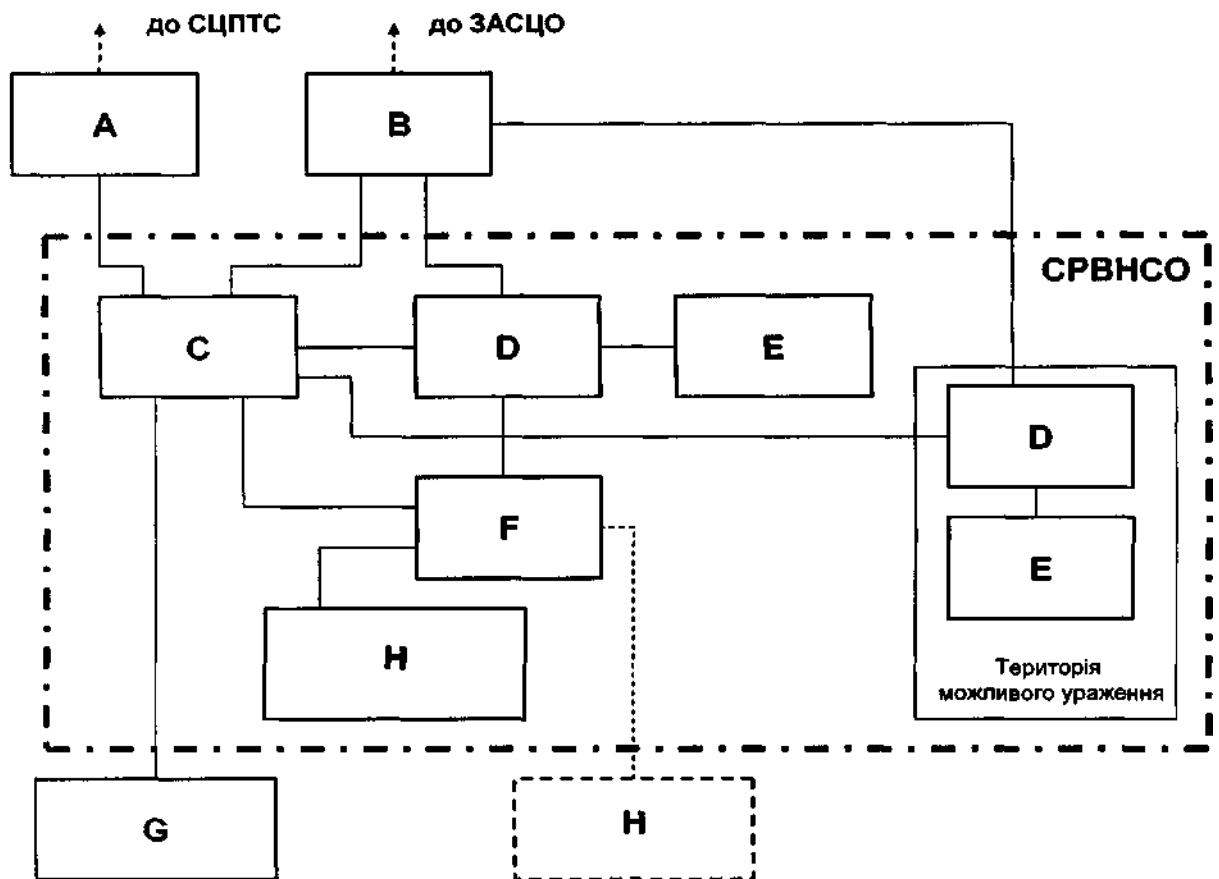 до СЦПТС
до ЗАСЦО
A
B
СРВНСО
C
D
E
D
F
E
H
Територія
можливого ураження
G
H